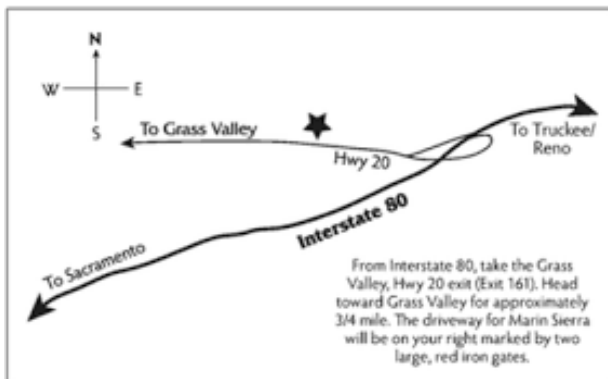 N
W E
S
To Grass Valley
Hwy 20
To Truckee/
Reno
Interstate 80
To Sacramento
From Interstate 80, take the Grass
Valley, Hwy 20 exit (Exit 161). Head
toward Grass Valley for approximately
3/4 mile. The driveway for Marin Sierra
will be on your right marked by two
large, red iron gates.